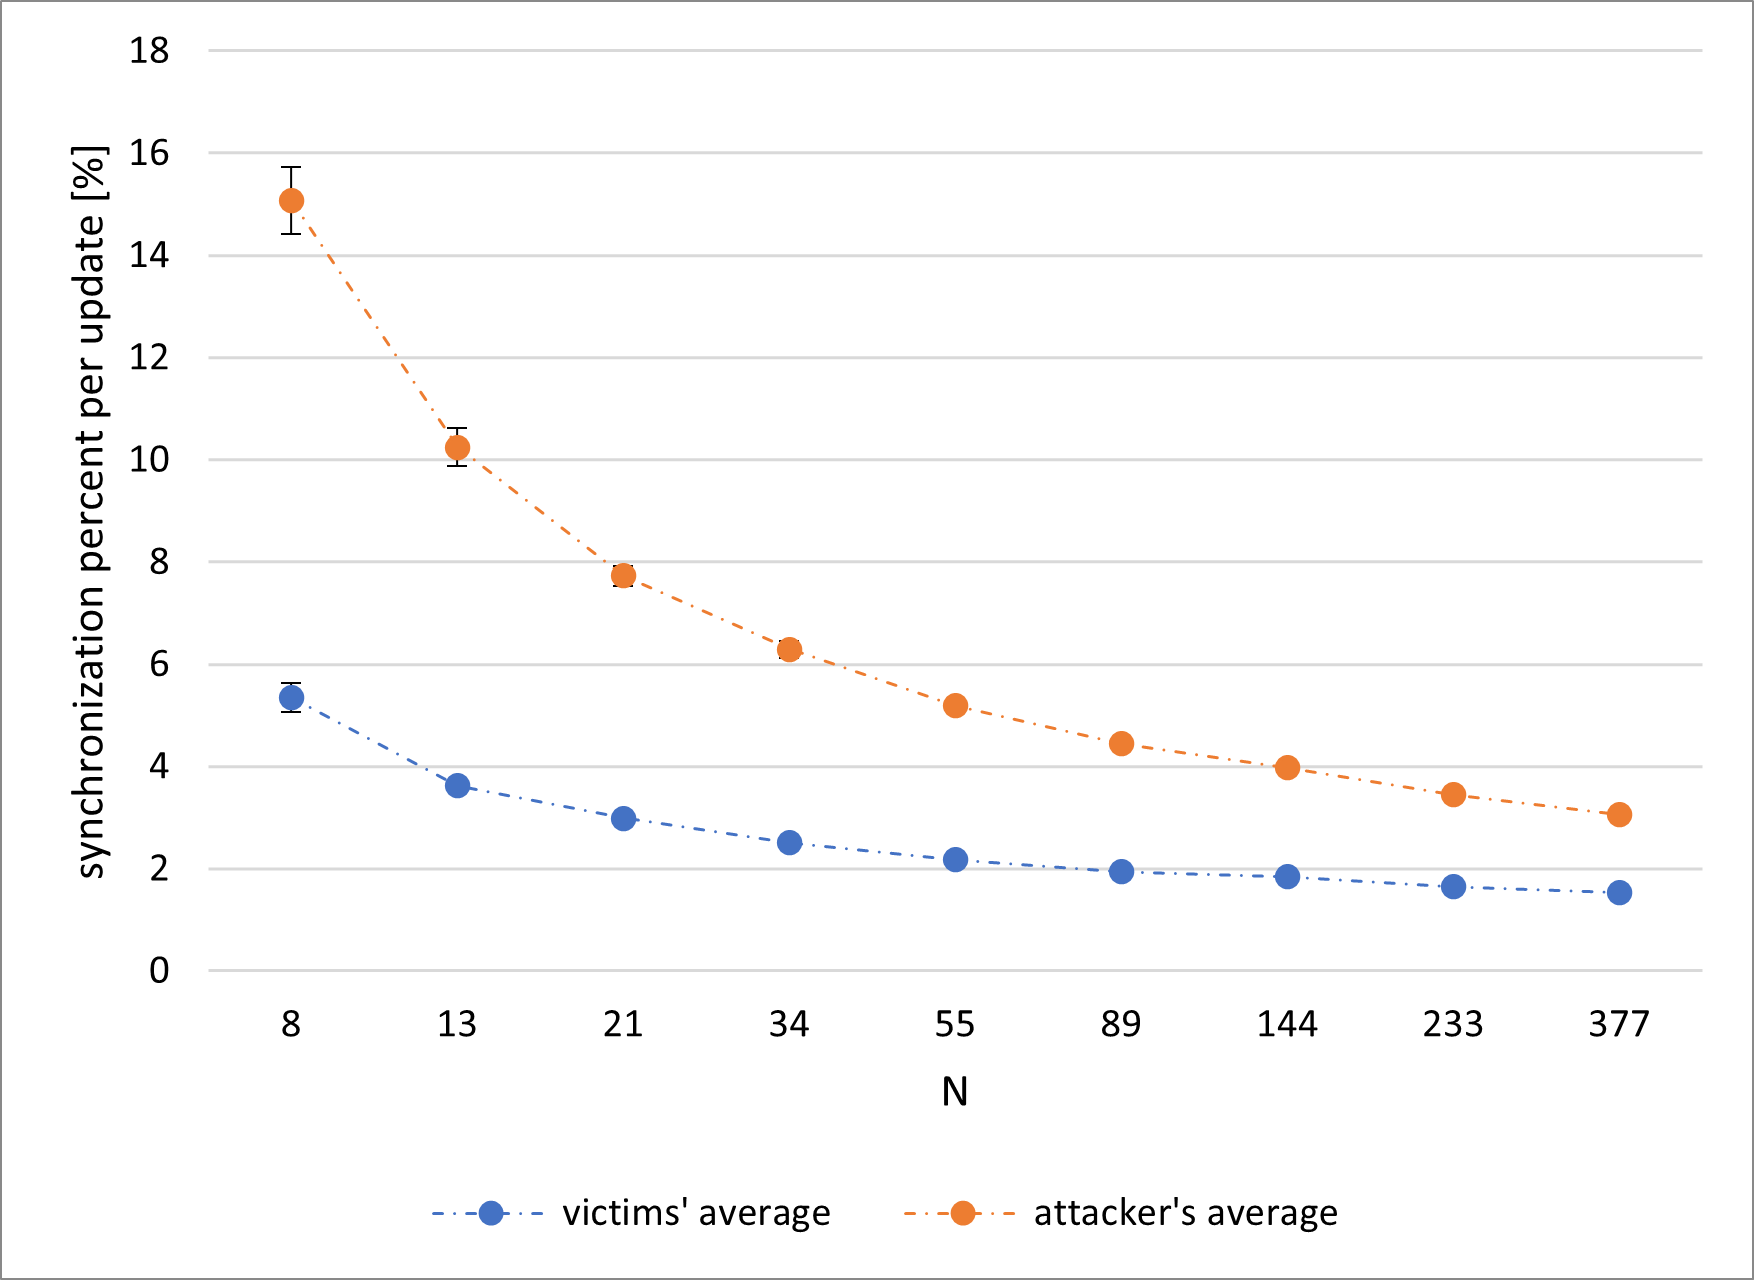 18
16
14
12
10
8
6
4
2
0
synchronization percent per update [%]
8 13 21 34 55 89 144 233 377
N
victims' average attacker's average